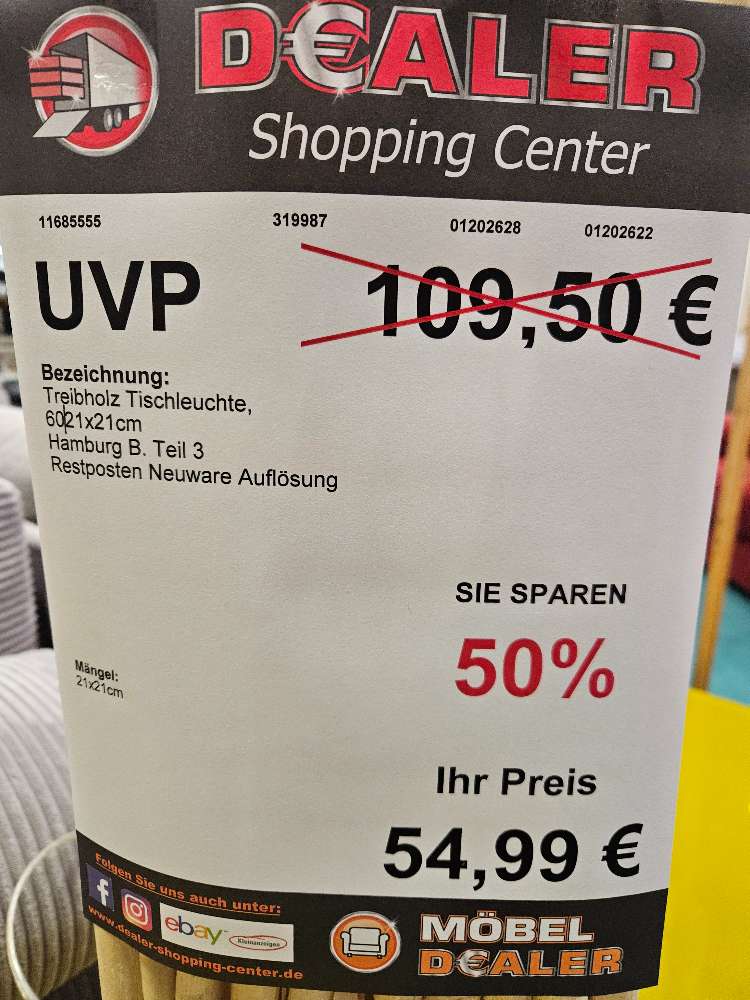 D€ALER
Shopping Center
11685555 319987 01202628 01202622
UVP 109,50 €
Bezeichnung:
Treibholz Tischleuchte,
6021x21cm
Hamburg B. Teil 3
Restposten Neuware Auflösung
SIE SPAREN
50%
Mängel:
21x21cm
Ihr Preis
54,99 €
Folgen Sie uns auch unter:
f
ebay Kleinanzeigen
www.dealer-shopping-center.de
MÖBEL
D€ALER